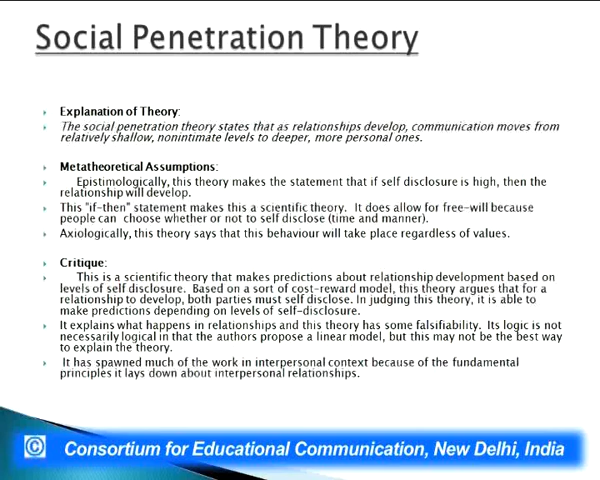 Social Penetration Theory
Explanation of Theory:
The social penetration theory states that as relationships develop, communication moves from
relatively shallow, nonintimate levels to deeper, more personal ones.
Metatheoretical Assumptions:
Epistimologically, this theory makes the statement that if self disclosure is high, then the
relationship will develop.
This "if-then" statement makes this a scientific theory. It does allow for free-will because
people can choose whether or not to self disclose (time and manner).
Axiologically, this theory says that this behaviour will take place regardless of values.
Critique:
This is a scientific theory that makes predictions about relationship development based on
levels of self disclosure. Based on a sort of cost-reward model, this theory argues that for a
relationship to develop, both parties must self disclose. In judging this theory, it is able to
make predictions depending on levels of self-disclosure.
It explains what happens in relationships and this theory has some falsifiability. Its logic is not
necessarily logical in that the authors propose a linear model, but this may not be the best way
to explain the theory.
It has spawned much of the work in interpersonal context because of the fundamental
principles it lays down about interpersonal relationships.
© Consortium for Educational Communication, New Delhi, India